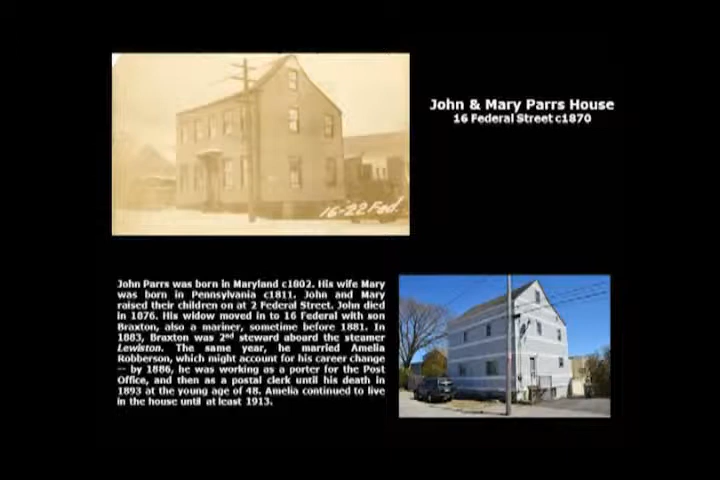 John & Mary Parrs House
16 Federal Street c1870
16-22 Fed.
John Parrs was born in Maryland c1802. His wife Mary
was born in Pennsylvania c1811. John and Mary
raised their children on at 2 Federal Street. John died
in 1876. His widow moved in to 16 Federal with son
Braxton, also a mariner, sometime before 1881. In
1883, Braxton was 2nd steward aboard the steamer
Lewiston. The same year, he married Amelia
Robberson, which might account for his career change
-- by 1886, he was working as a porter for the Post
Office, and then as a postal clerk until his death in
1893 at the young age of 48. Amelia continued to live
in the house until at least 1913.